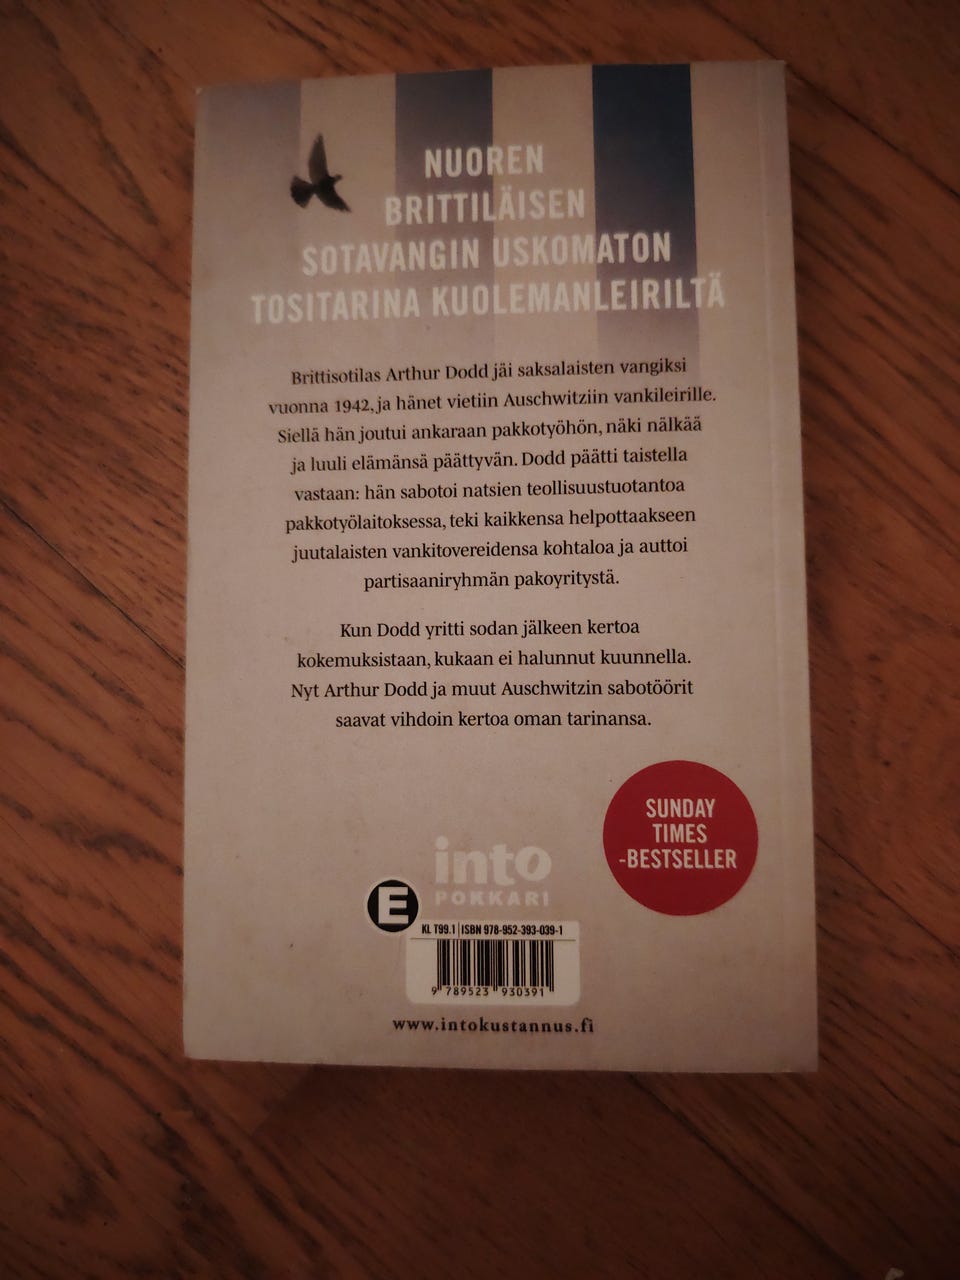 NUOREN
BRITTILÄISEN
SOTAVANGIN USKOMATON
TOSITARINA KUOLEMANLEIRILTÄ
Brittisotilas Arthur Dodd jäi saksalaisten vangiksi
vuonna 1942, ja hänet vietiin Auschwitziin vankileirille.
Siellä hän joutui ankaraan pakkotyöhön, näki nälkää
ja luuli elämänsä päättyvän. Dodd päätti taistella
vastaan: hän sabotoi natsien teollisuustuotantoa
pakkotyölaitoksessa, teki kaikkensa helpottaakseen
juutalaisten vankitovereidensa kohtaloa ja auttoi
partisaaniryhmän pakoyritystä.
Kun Dodd yritti sodan jälkeen kertoa
kokemuksistaan, kukaan ei halunnut kuunnella.
Nyt Arthur Dodd ja muut Auschwitzin sabotöörit
saavat vihdoin kertoa oman tarinansa.
SUNDAY
TIMES
-BESTSELLER
into
POKKARI
E
KL T99.1 | ISBN 978-952-393-039-1
9 789523 930391
www.intokustannus.fi